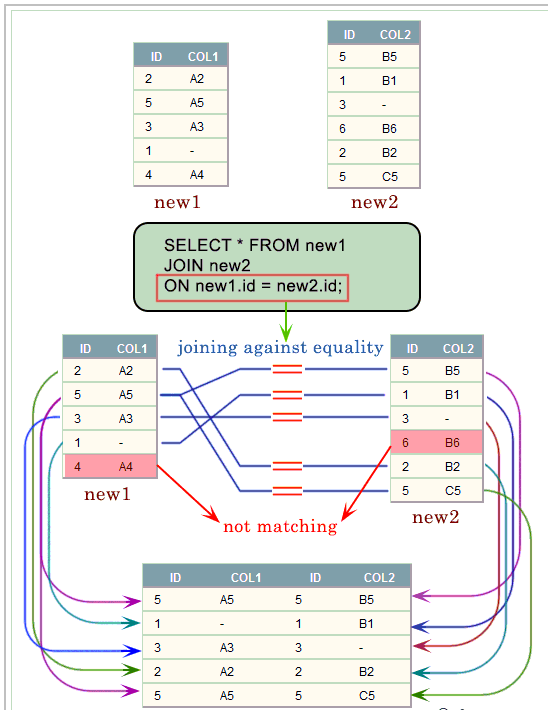 ID COL1
2 A2
5 A5
3 A3
1 -
4 A4
new1
ID COL2
5 B5
1 B1
3 -
6 B6
2 B2
5 C5
new2
SELECT * FROM new1
JOIN new2
ON new1.id = new2.id;
joining against equality
ID COL1
2 A2
5 A5
3 A3
1 -
4 A4
new1
ID COL2
5 B5
1 B1
3 -
6 B6
2 B2
5 C5
new2
not matching
ID COL1 ID COL2
5 A5 5 B5
1 - 1 B1
3 A3 3 -
2 A2 2 B2
5 A5 5 C5